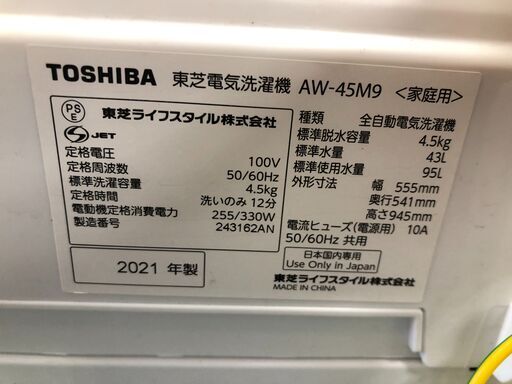 TOSHIBA 東芝電気洗濯機 AW-45M9 <家庭用>
PS
E
東芝ライフスタイル株式会社
S-JET
定格電圧 100V
定格周波数 50/60Hz
標準洗濯容量 4.5kg
定格時間 洗いのみ 12分
電動機定格消費電力 255/330W
製造番号 243162AN
2021 年製
種類 全自動電気洗濯機
標準脱水容量 4.5kg
標準水量 43L
標準使用水量 95L
外形寸法 幅 555mm
奥行541mm
高さ945mm
電流ヒューズ(電源用) 10A
50/60Hz 共用
日本国内専用
Use Only in Japan
東芝ライフスタイル株式会社
MADE IN CHINA